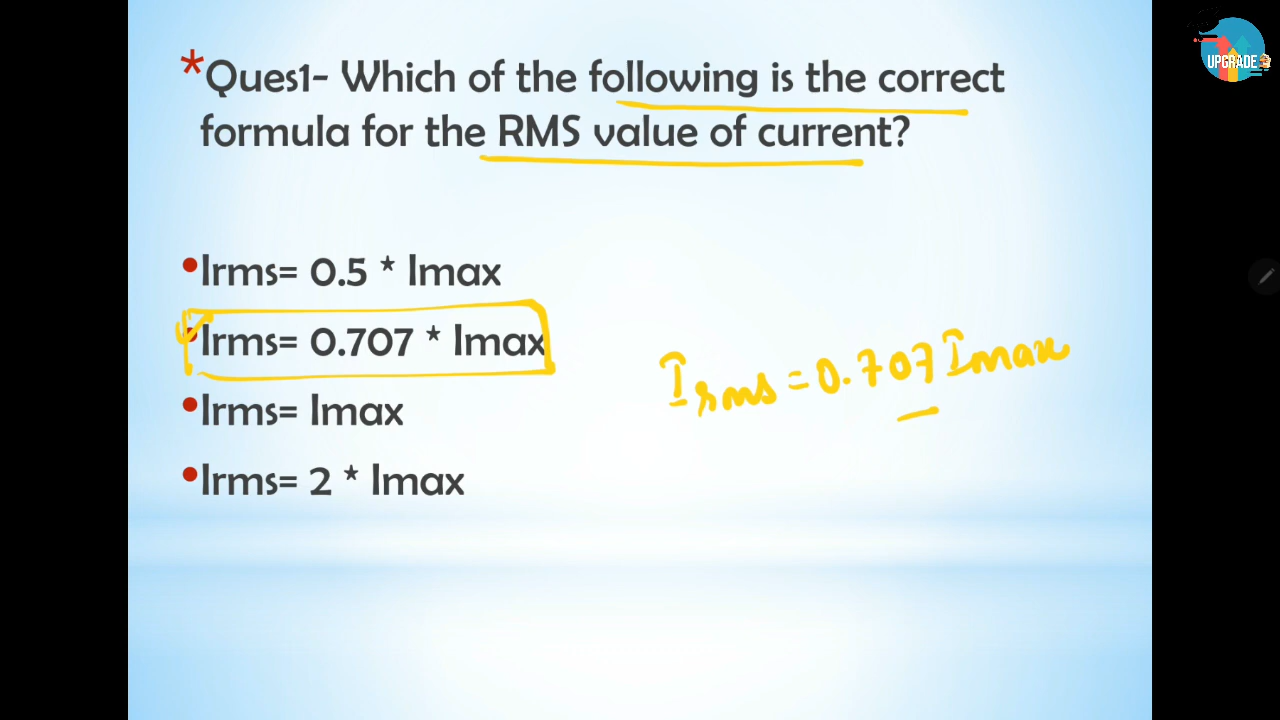 UPGRADE
*Ques1- Which of the following is the correct
formula for the RMS value of current?
•Irms= 0.5 * Imax
•Irms= 0.707 * Imax
•Irms= Imax
•Irms= 2 * Imax
Irms = 0.707 Imax